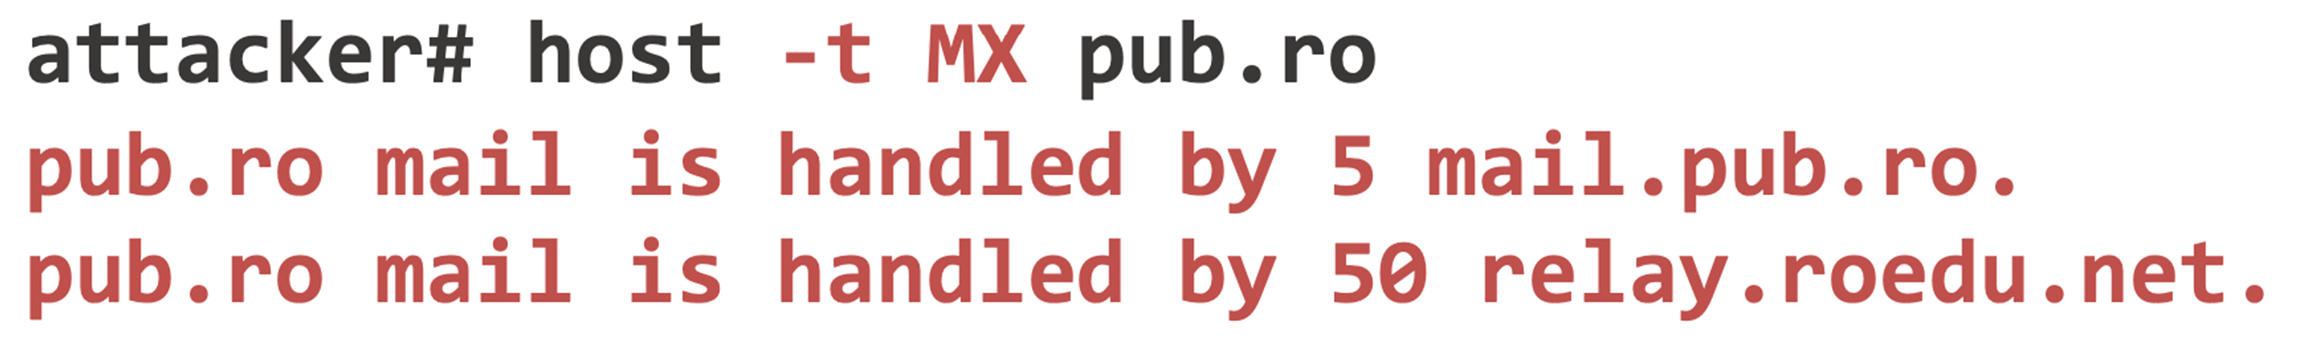 attacker# host -t MX pub.ro
pub.ro mail is handled by 5 mail.pub.ro.
pub.ro mail is handled by 50 relay.roedu.net.